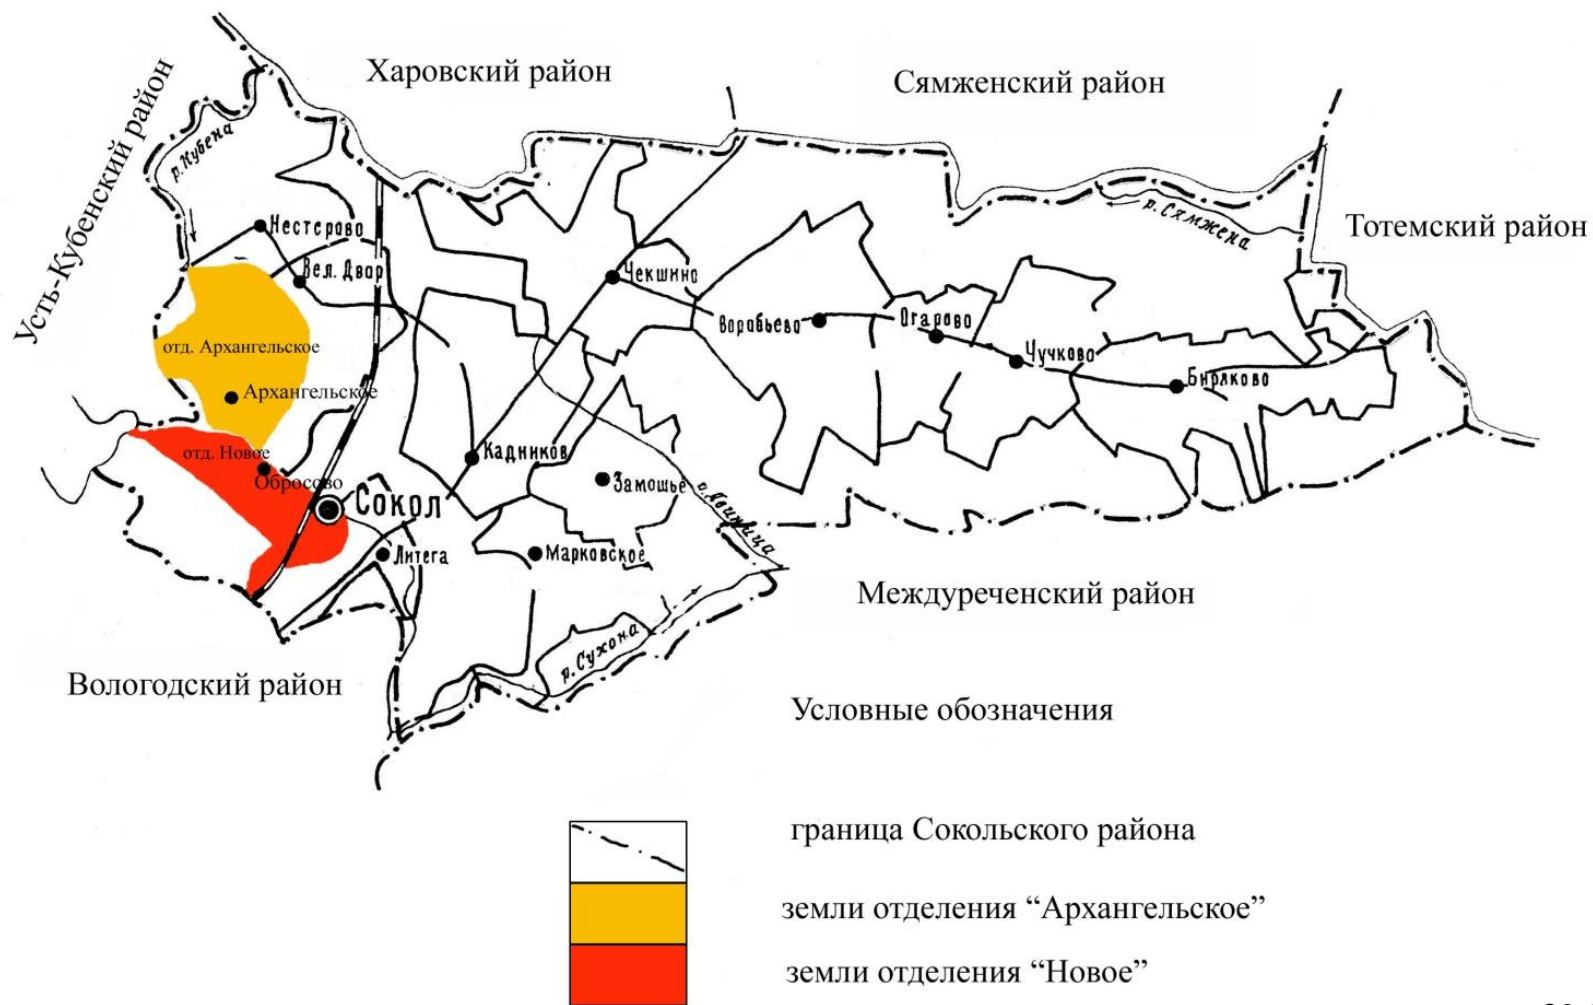 Харовский район
Сямженский район
Усть-Кубенский район
р. Кубена
р. Сямжена
Тотемский район
Нестерово
Вел. Двор
Чекшино
Воробьево
Огарово
Чучково
Бирлково
отд. Архангельское
Архангельское
отд. Новое
Обросово
Кадников
Замошье
СОКОЛ
р. Двиница
Литега
Марковское
Междуреченский район
р. Сухона
Вологодский район
Условные обозначения
граница Сокольского района
земли отделения “Архангельское”
земли отделения “Новое”